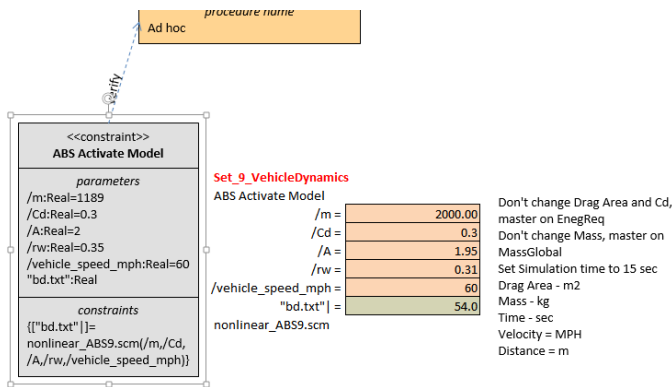 procedure name
Ad hoc
verify
<<constraint>>
ABS Activate Model
parameters
/m:Real=1189
/Cd:Real=0.3
/A:Real=2
/rw:Real=0.35
/vehicle_speed_mph:Real=60
"bd.txt":Real
constraints
{["bd.txt"|]=
nonlinear_ABS9.scm(/m,/Cd,
/A,/rw,/vehicle_speed_mph)}
Set_9_VehicleDynamics
ABS Activate Model
/m = 2000.00
/Cd = 0.3
/A = 1.95
/rw = 0.31
/vehicle_speed_mph = 60
"bd.txt"| = 54.0
nonlinear_ABS9.scm
Don't change Drag Area and Cd,
master on EnegReq
Don't change Mass, master on
MassGlobal
Set Simulation time to 15 sec
Drag Area - m2
Mass - kg
Time - sec
Velocity = MPH
Distance = m